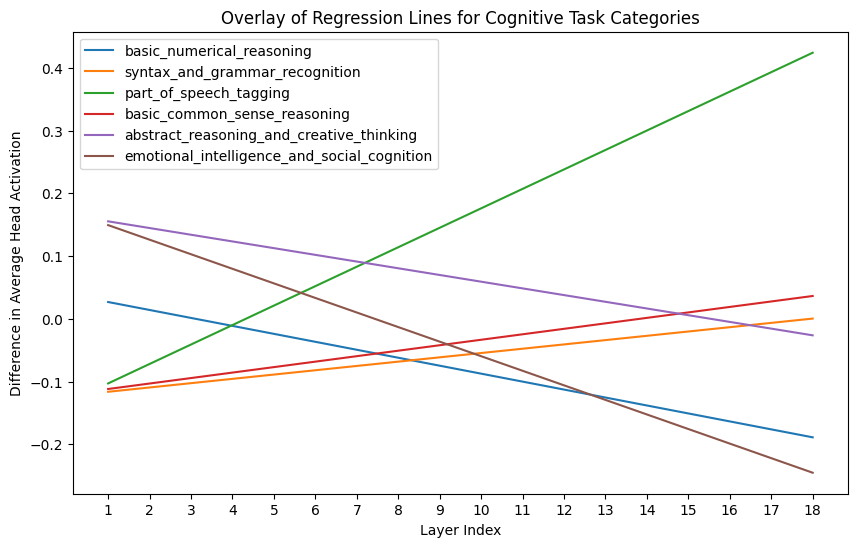 Overlay of Regression Lines for Cognitive Task Categories
basic_numerical_reasoning
syntax_and_grammar_recognition
part_of_speech_tagging
basic_common_sense_reasoning
abstract_reasoning_and_creative_thinking
emotional_intelligence_and_social_cognition
Difference in Average Head Activation
0.4
0.3
0.2
0.1
0.0
−0.1
−0.2
1 2 3 4 5 6 7 8 9 10 11 12 13 14 15 16 17 18
Layer Index